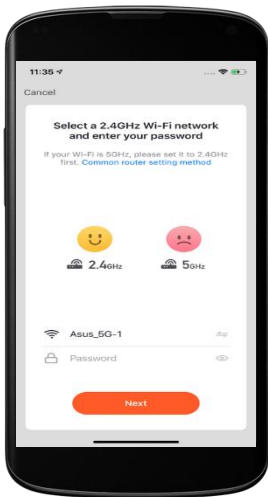 11:35
Cancel
Select a 2.4GHz Wi-Fi network
and enter your password
If your Wi-Fi is 5GHz, please set it to 2.4GHz
first. Common router setting method
2.4GHz
5GHz
Asus_5G-1
Password
Next